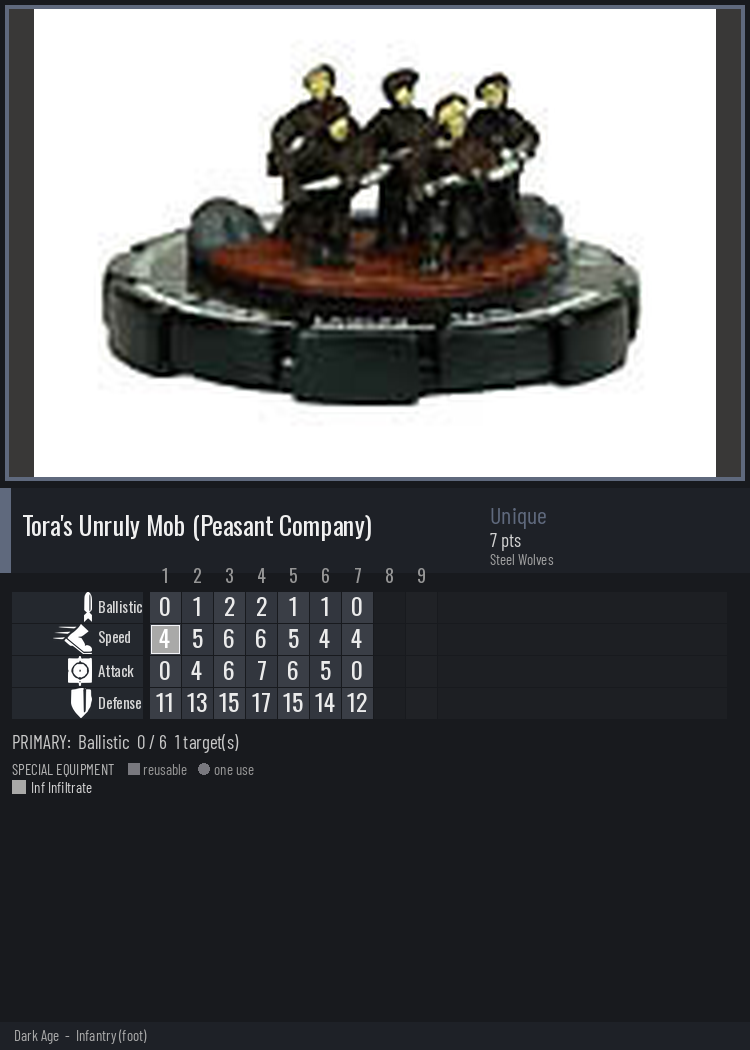 Tora's Unruly Mob (Peasant Company)
Unique
7 pts
Steel Wolves
1 2 3 4 5 6 7 8 9
Ballistic 0 1 2 2 1 1 0
Speed 4 5 6 6 5 4 4
Attack 0 4 6 7 6 5 0
Defense 11 13 15 17 15 14 12
PRIMARY: Ballistic 0 / 6 1 target(s)
SPECIAL EQUIPMENT reusable one use
Inf Infiltrate
Dark Age - Infantry (foot)